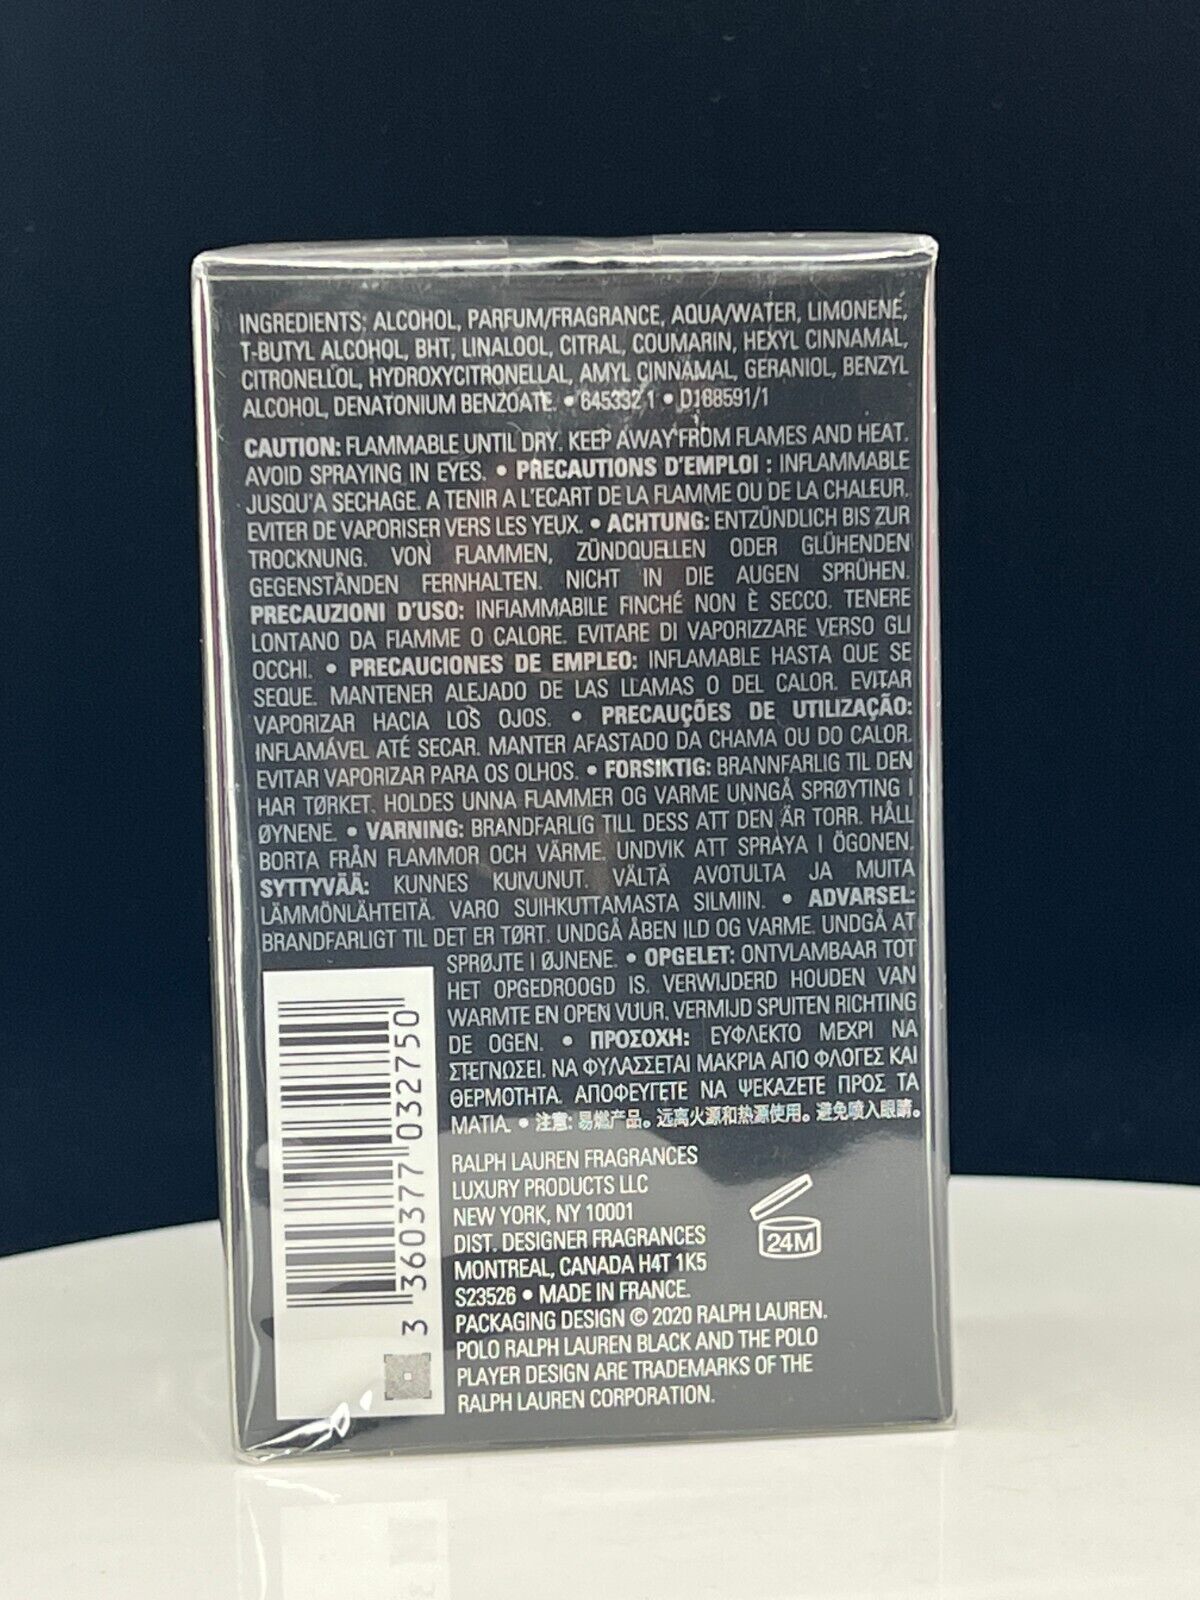 INGREDIENTS: ALCOHOL, PARFUM/FRAGRANCE, AQUA/WATER, LIMONENE,
T-BUTYL ALCOHOL, BHT, LINALOOL, CITRAL, COUMARIN, HEXYL CINNAMAL,
CITRONELLOL, HYDROXYCITRONELLAL, AMYL CINNAMAL, GERANIOL, BENZYL
ALCOHOL, DENATONIUM BENZOATE. • 645332 1 • D188591/1
CAUTION: FLAMMABLE UNTIL DRY. KEEP AWAY FROM FLAMES AND HEAT.
AVOID SPRAYING IN EYES. • PRECAUTIONS D'EMPLOI : INFLAMMABLE
JUSQU'A SECHAGE. A TENIR A L'ECART DE LA FLAMME OU DE LA CHALEUR.
EVITER DE VAPORISER VERS LES YEUX. • ACHTUNG: ENTZÜNDLICH BIS ZUR
TROCKNUNG. VON FLAMMEN, ZÜNDQUELLEN ODER GLÜHENDEN
GEGENSTÄNDEN FERNHALTEN. NICHT IN DIE AUGEN SPRÜHEN.
PRECAUZIONI D'USO: INFIAMMABILE FINCHÉ NON È SECCO. TENERE
LONTANO DA FIAMME O CALORE. EVITARE DI VAPORIZZARE VERSO GLI
OCCHI. • PRECAUCIONES DE EMPLEO: INFLAMABLE HASTA QUE SE
SEQUE. MANTENER ALEJADO DE LAS LLAMAS O DEL CALOR. EVITAR
VAPORIZAR HACIA LOS OJOS. • PRECAUÇÕES DE UTILIZAÇÃO:
INFLAMÁVEL ATÉ SECAR. MANTER AFASTADO DA CHAMA OU DO CALOR.
EVITAR VAPORIZAR PARA OS OLHOS. • FORSIKTIG: BRANNFARLIG TIL DEN
HAR TØRKET. HOLDES UNNA FLAMMER OG VARME UNNGÅ SPRØYTING I
ØYNENE. • VARNING: BRANDFARLIG TILL DESS ATT DEN ÄR TORR. HÅLL
BORTA FRÅN FLAMMOR OCH VÄRME. UNDVIK ATT SPRAYA I ÖGONEN.
SYTTYVÄÄ: KUNNES KUIVUNUT. VÄLTÄ AVOTULTA JA MUITA
LÄMMÖNLÄHTEITÄ. VARO SUIHKUTTAMASTA SILMIIN. • ADVARSEL:
BRANDFARLIGT TIL DET ER TØRT. UNDGÅ ÅBEN ILD OG VARME. UNDGÅ AT
SPRØJTE I ØJNENE. • OPGELET: ONTVLAMBAAR TOT
HET OPGEDROOGD IS. VERWIJDERD HOUDEN VAN
WARMTE EN OPEN VUUR. VERMIJD SPUITEN RICHTING
DE OGEN. • ΠΡΟΣΟΧΗ: ΕΥΦΛΕΚΤΟ ΜΕΧΡΙ ΝΑ
ΣΤΕΓΝΩΣΕΙ. ΝΑ ΦΥΛΑΣΣΕΤΑΙ ΜΑΚΡΙΑ ΑΠΟ ΦΛΟΓΕΣ ΚΑΙ
ΘΕΡΜΟΤΗΤΑ. ΑΠΟΦΕΥΓΕΤΕ ΝΑ ΨΕΚΑΖΕΤΕ ΠΡΟΣ ΤΑ
ΜΑΤΙΑ. • 注意: 易燃产品。远离火源和热源使用。避免喷入眼睛。
RALPH LAUREN FRAGRANCES
LUXURY PRODUCTS LLC
NEW YORK, NY 10001
DIST. DESIGNER FRAGRANCES
MONTREAL, CANADA H4T 1K5
S23526 • MADE IN FRANCE.
PACKAGING DESIGN © 2020 RALPH LAUREN.
POLO RALPH LAUREN BLACK AND THE POLO
PLAYER DESIGN ARE TRADEMARKS OF THE
RALPH LAUREN CORPORATION.
24M
3 360377 032750